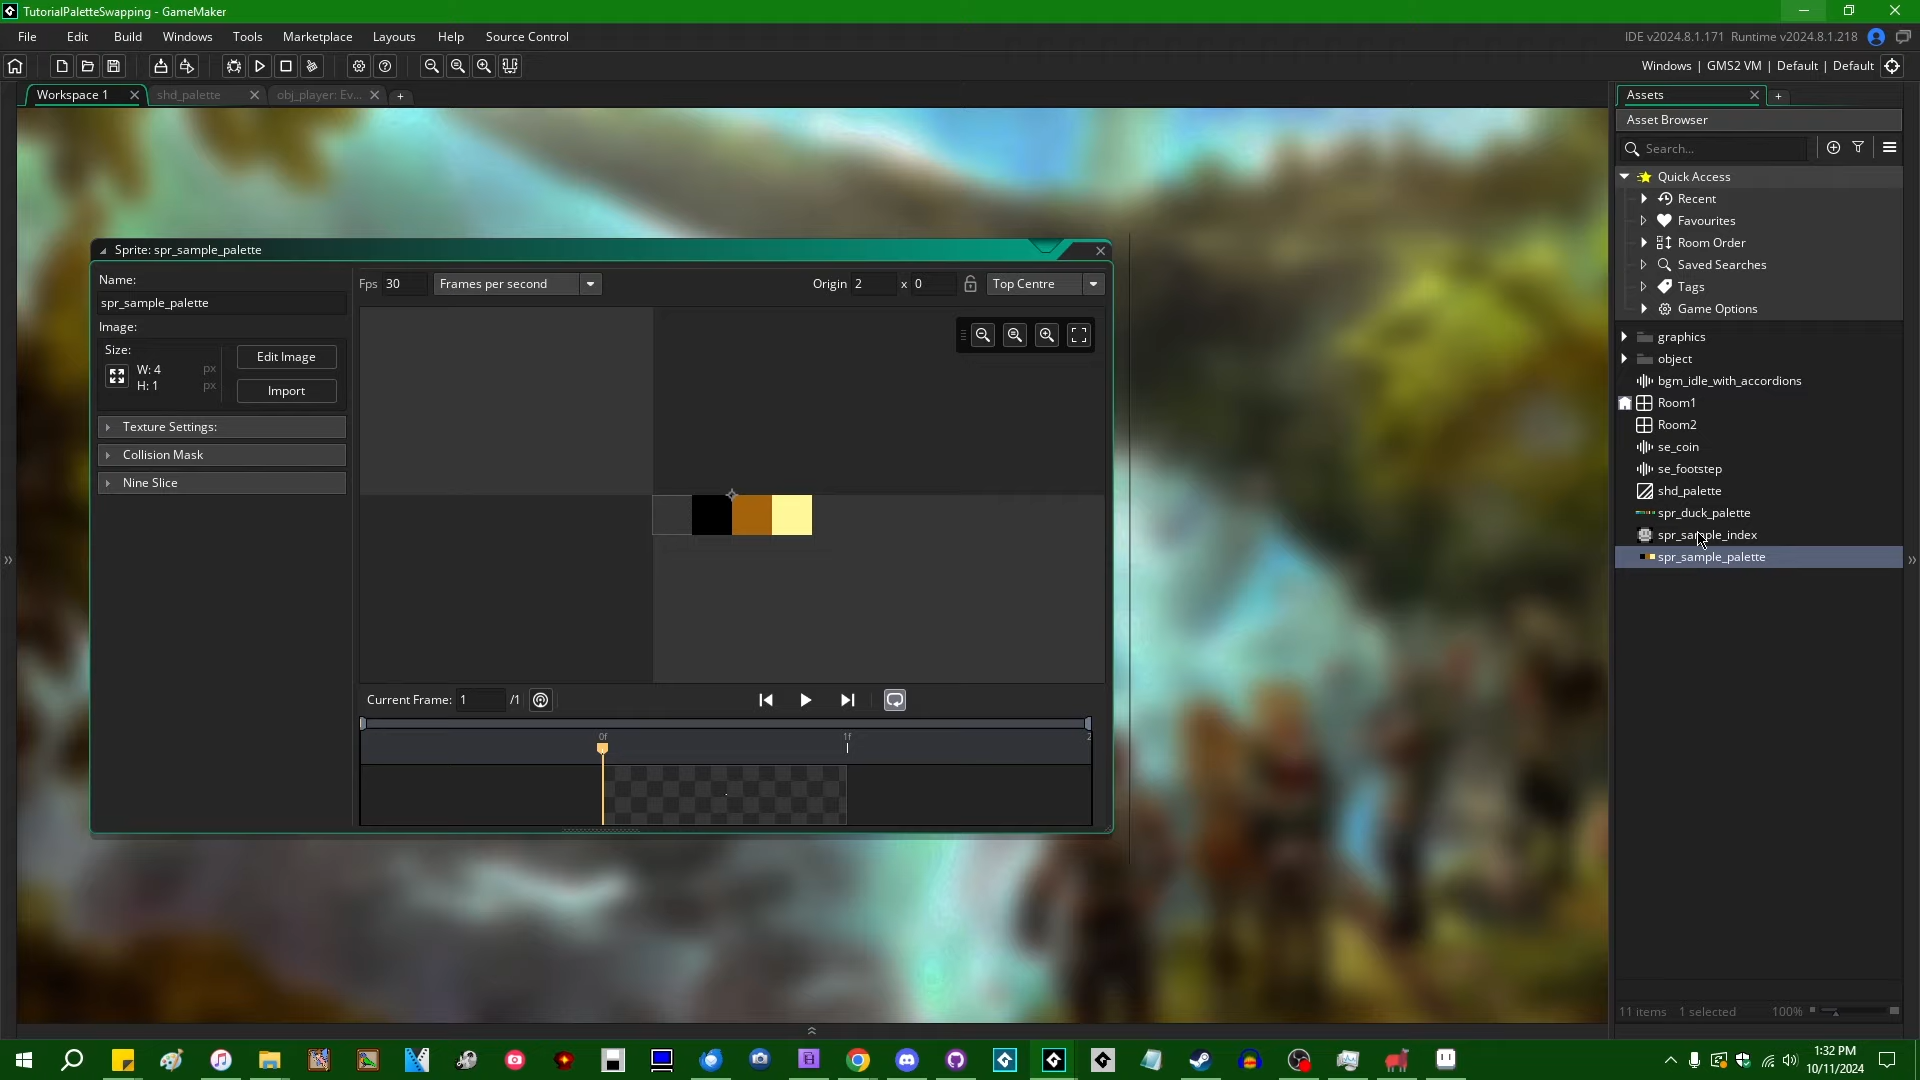 TutorialPaletteSwapping - GameMaker
File Edit Build Windows Tools Marketplace Layouts Help Source Control
IDE v2024.8.1.171 Runtime v2024.8.1.218
Windows | GMS2 VM | Default | Default
Workspace 1
shd_palette
obj_player: Ev...
Assets
Asset Browser
Search...
Quick Access
Recent
Favourites
Room Order
Saved Searches
Tags
Game Options
graphics
object
bgm_idle_with_accordions
Room1
Room2
se_coin
se_footstep
shd_palette
spr_duck_palette
spr_sample_index
spr_sample_palette
11 items 1 selected 100%
Sprite: spr_sample_palette
Name:
spr_sample_palette
Image:
Size:
W: 4 px
H: 1 px
Edit Image
Import
Texture Settings:
Collision Mask
Nine Slice
Fps 30 Frames per second Origin 2 x 0 Top Centre
Current Frame: 1 /1
0f 1f 2
1:32 PM
10/11/2024